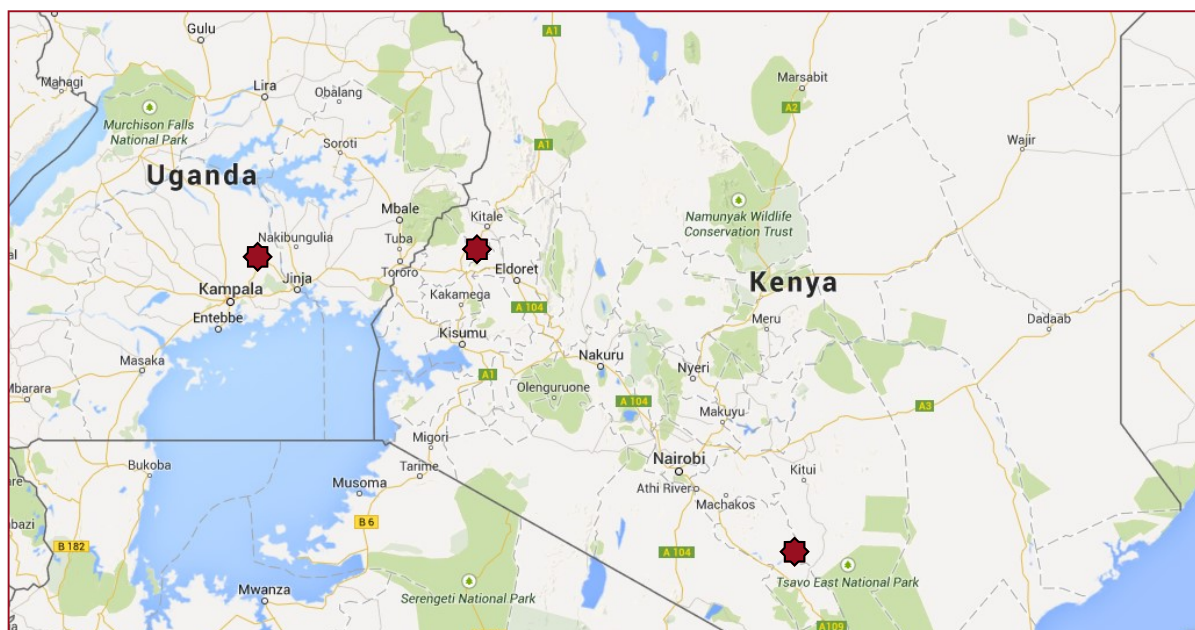 Gulu
A1
Mahagi
Lira
Obalang
Marsabit
A2
Murchison Falls
National Park
Soroti
A1
Wajir
Uganda
Mbale
Kitale
Namunyak Wildlife
Conservation Trust
Nakibungulia
Tuba
Tororo
Eldoret
Kenya
Kampala
Jinja
Kakamega
A 104
Entebbe
Meru
Dadaab
Kisumu
Masaka
Nakuru
Nyeri
Mbarara
A1
Olenguruone
A 104
Makuyu
A3
Migori
Bukoba
Tarime
Nairobi
Kitui
Musoma
Athi River
Machakos
B 6
B 182
A 104
Mwanza
Serengeti National Park
Tsavo East National Park
A109